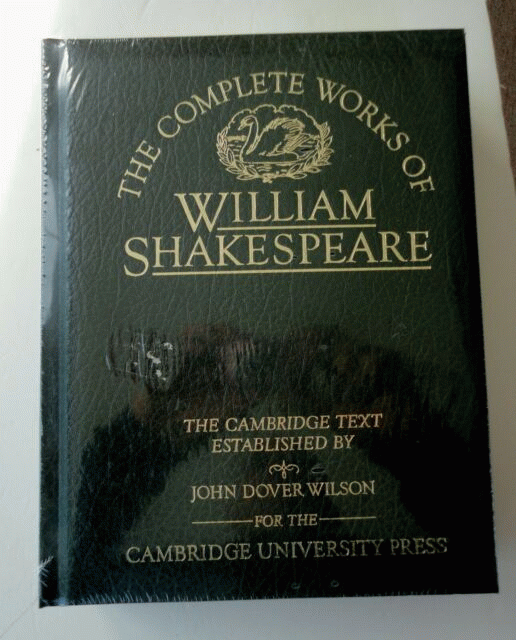 THE COMPLETE WORKS OF
WILLIAM
SHAKESPEARE
THE CAMBRIDGE TEXT
ESTABLISHED BY
JOHN DOVER WILSON
FOR THE
CAMBRIDGE UNIVERSITY PRESS